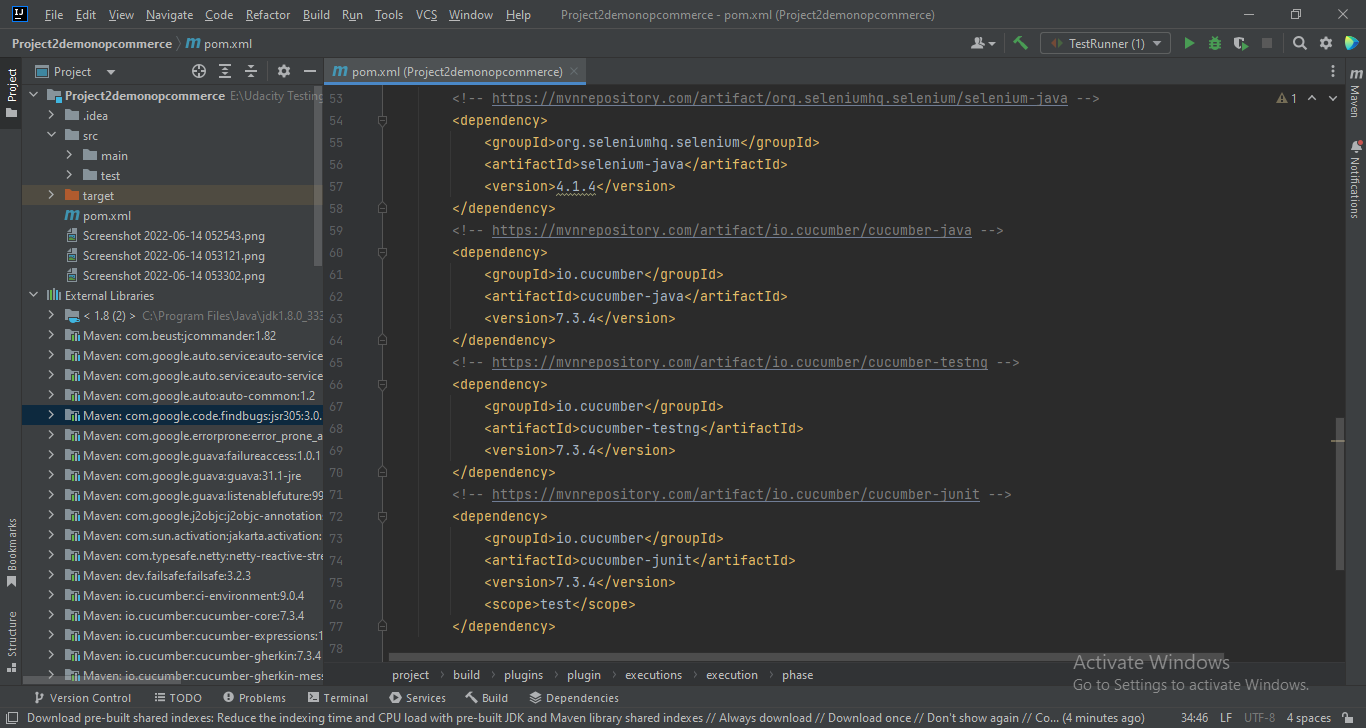 File Edit View Navigate Code Refactor Build Run Tools VCS Window Help Project2demonopcommerce - pom.xml (Project2demonopcommerce)
Project2demonopcommerce m pom.xml TestRunner (1)
Project
Project
m pom.xml (Project2demonopcommerce)
Maven
Notifications
Bookmarks
Structure
Project2demonopcommerce E:\Udacity Testing
.idea
src
main
test
target
pom.xml
Screenshot 2022-06-14 052543.png
Screenshot 2022-06-14 053121.png
Screenshot 2022-06-14 053302.png
External Libraries
< 1.8 (2) > C:\Program Files\Java\jdk1.8.0_333
Maven: com.beust:jcommander:1.82
Maven: com.google.auto.service:auto-service
Maven: com.google.auto.service:auto-service
Maven: com.google.auto:auto-common:1.2
Maven: com.google.code.findbugs:jsr305:3.0.
Maven: com.google.errorprone:error_prone_a
Maven: com.google.guava:failureaccess:1.0.1
Maven: com.google.guava:guava:31.1-jre
Maven: com.google.guava:listenablefuture:99
Maven: com.google.j2objc:j2objc-annotation
Maven: com.sun.activation:jakarta.activation:
Maven: com.typesafe.netty:netty-reactive-str
Maven: dev.failsafe:failsafe:3.2.3
Maven: io.cucumber:ci-environment:9.0.4
Maven: io.cucumber:cucumber-core:7.3.4
Maven: io.cucumber:cucumber-expressions:1
Maven: io.cucumber:cucumber-gherkin:7.3.4
Maven: io.cucumber:cucumber-gherkin-mess
1
53 <!-- https://mvnrepository.com/artifact/org.seleniumhq.selenium/selenium-java -->
54 <dependency>
55 <groupId>org.seleniumhq.selenium</groupId>
56 <artifactId>selenium-java</artifactId>
57 <version>4.1.4</version>
58 </dependency>
59 <!-- https://mvnrepository.com/artifact/io.cucumber/cucumber-java -->
60 <dependency>
61 <groupId>io.cucumber</groupId>
62 <artifactId>cucumber-java</artifactId>
63 <version>7.3.4</version>
64 </dependency>
65 <!-- https://mvnrepository.com/artifact/io.cucumber/cucumber-testng -->
66 <dependency>
67 <groupId>io.cucumber</groupId>
68 <artifactId>cucumber-testng</artifactId>
69 <version>7.3.4</version>
70 </dependency>
71 <!-- https://mvnrepository.com/artifact/io.cucumber/cucumber-junit -->
72 <dependency>
73 <groupId>io.cucumber</groupId>
74 <artifactId>cucumber-junit</artifactId>
75 <version>7.3.4</version>
76 <scope>test</scope>
77 </dependency>
78
Activate Windows
Go to Settings to activate Windows.
project build plugins plugin executions execution phase
Version Control TODO Problems Terminal Services Build Dependencies
Download pre-built shared indexes: Reduce the indexing time and CPU load with pre-built JDK and Maven library shared indexes // Always download // Download once // Don't show again // Co... (4 minutes ago) 34:46 LF UTF-8 4 spaces